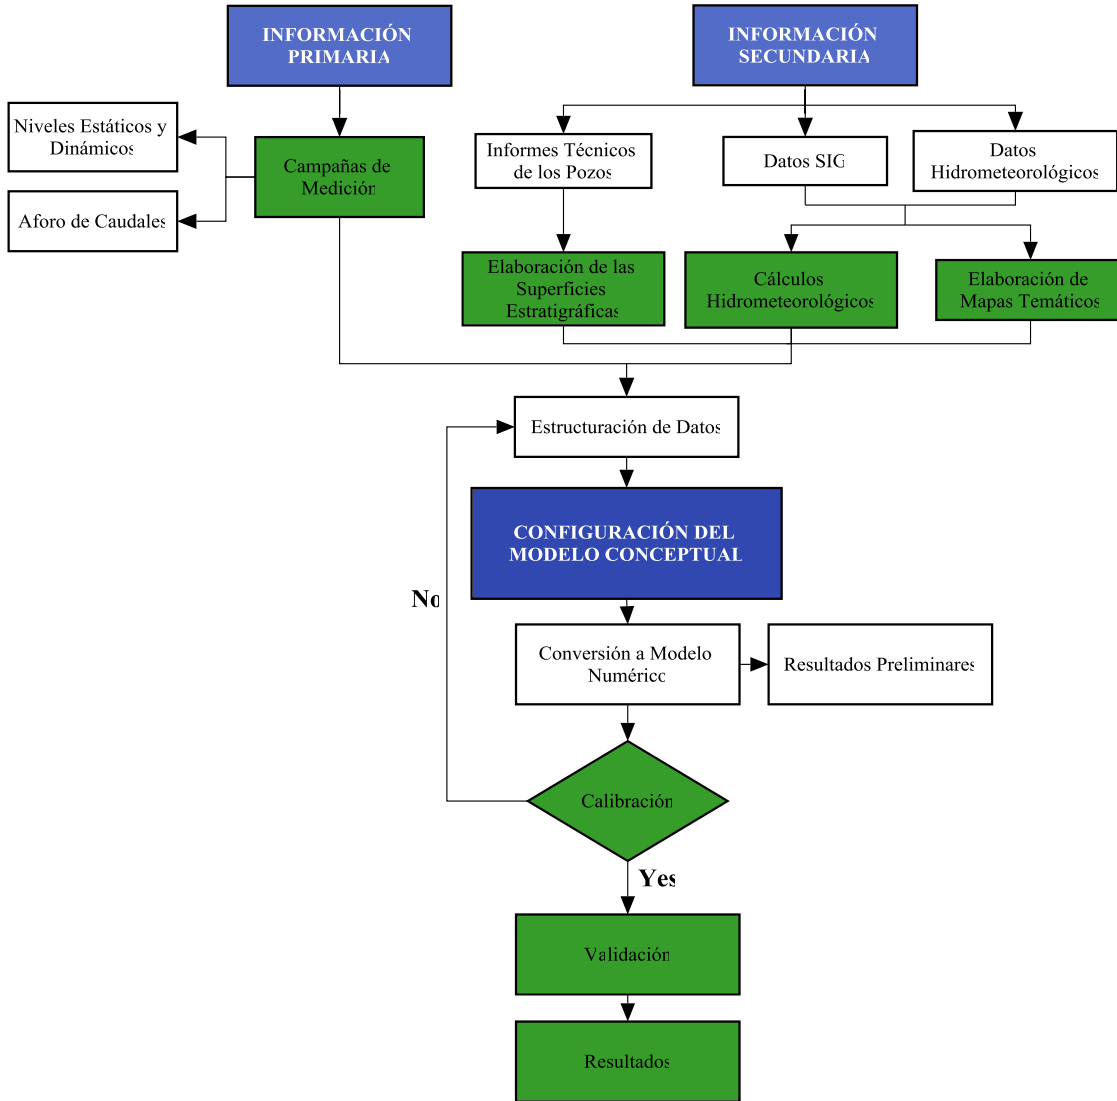 INFORMACIÓN
PRIMARIA
INFORMACIÓN
SECUNDARIA
Niveles Estáticos y
Dinámicos
Campañas de
Medición
Aforo de Caudales
Informes Técnicos
de los Pozos
Datos SIG
Datos
Hidrometeorológicos
Elaboración de las
Superficies
Estratigráficas
Cálculos
Hidrometeorológicos
Elaboración de
Mapas Temáticos
Estructuración de Datos
CONFIGURACIÓN DEL
MODELO CONCEPTUAL
No
Conversión a Modelo
Numérico
Resultados Preliminares
Calibración
Yes
Validación
Resultados